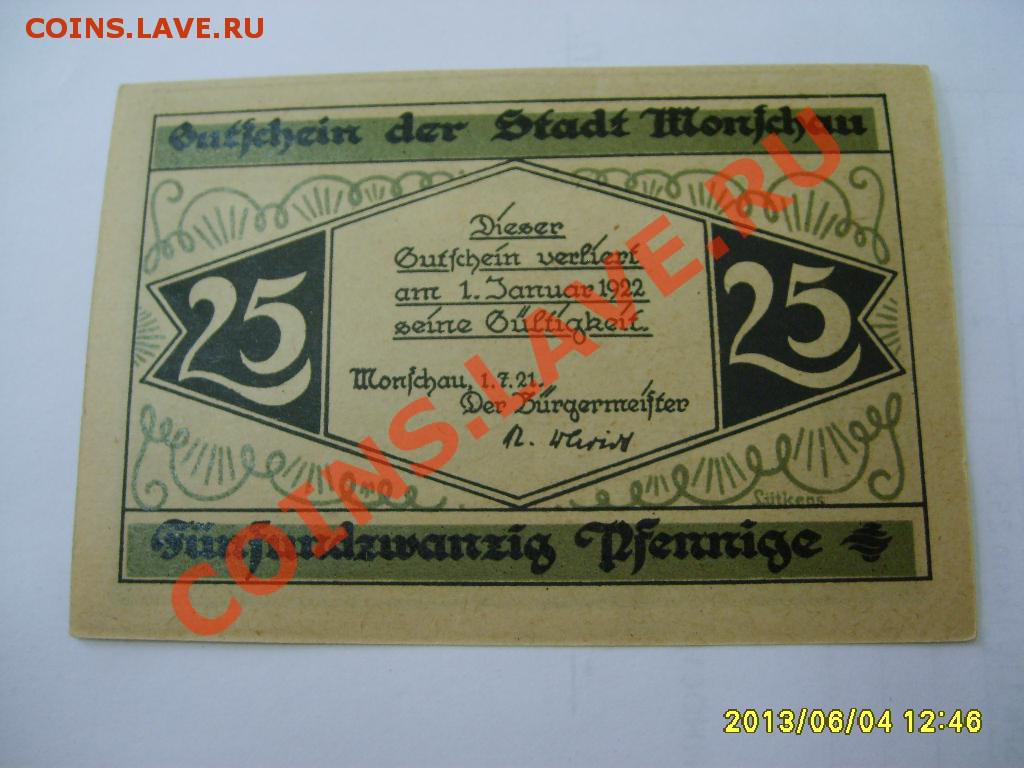 COINS.LAVE.RU
Gutschein der Stadt Monschau
Dieser
Gutschein verliert
am 1. Januar 1922
seine Gültigkeit.
25
25
Monschau, 1.7.21.
Der Bürgermeister
Lütkens
Fünfundzwanzig Pfennige
COINS.LAVE.RU
2013/06/04 12:46